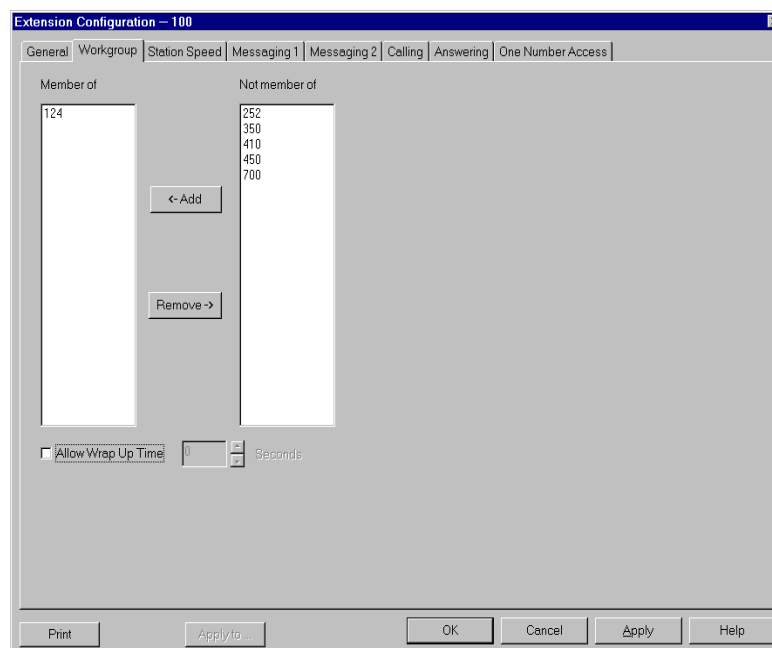 Extension Configuration – 100
General Workgroup Station Speed Messaging 1 Messaging 2 Calling Answering One Number Access
Member of Not member of
124 252
350
410
450
700
<- Add
Remove ->
Allow Wrap Up Time 0 Seconds
Print Apply to ... OK Cancel Apply Help